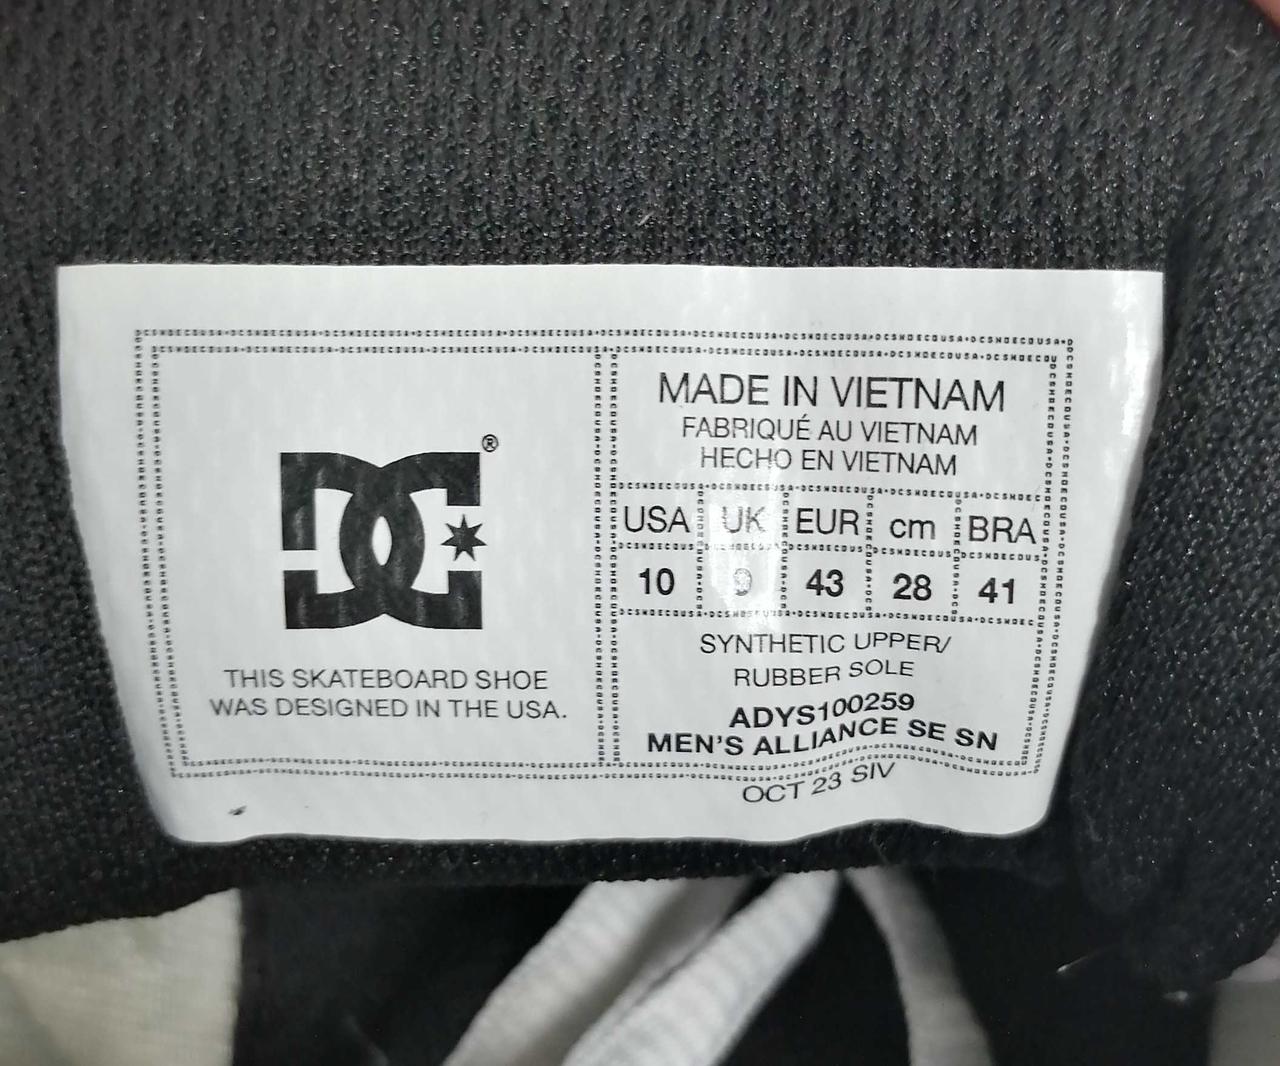 DC®
THIS SKATEBOARD SHOE
WAS DESIGNED IN THE USA.
MADE IN VIETNAM
FABRIQUÉ AU VIETNAM
HECHO EN VIETNAM
USA UK EUR cm BRA
10 9 43 28 41
SYNTHETIC UPPER/
RUBBER SOLE
ADYS100259
MEN'S ALLIANCE SE SN
OCT 23 SIV